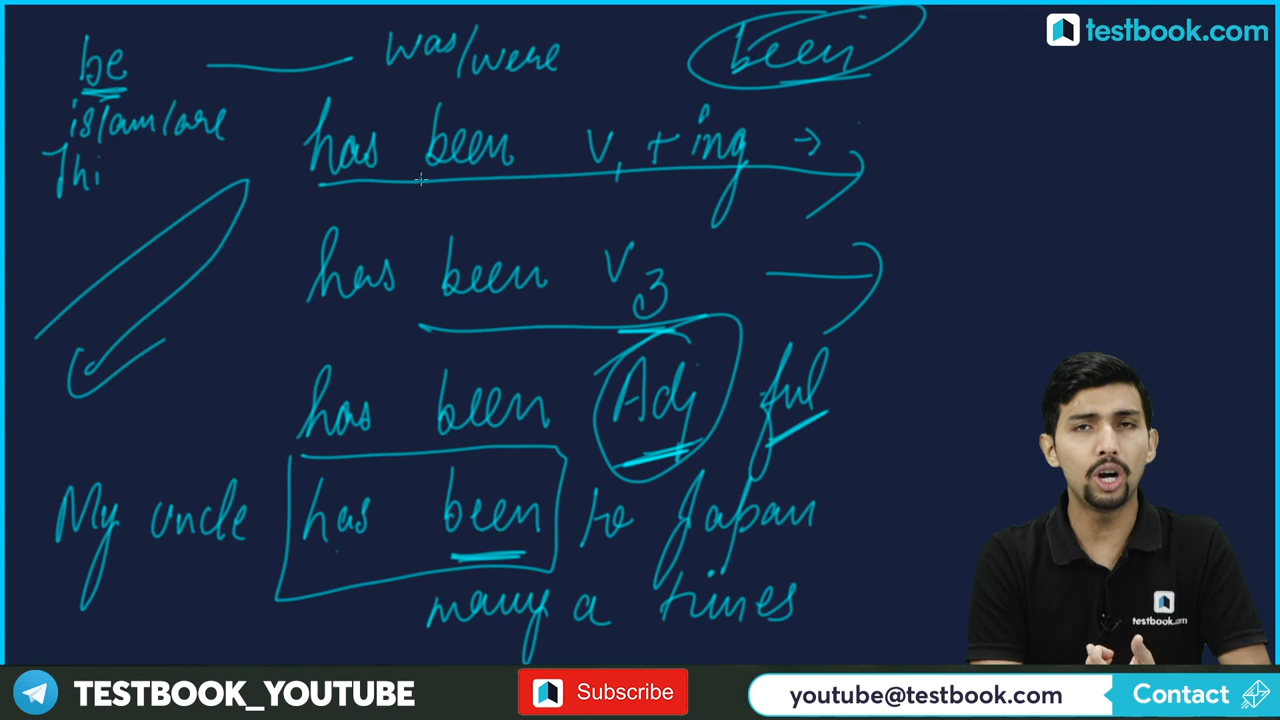 testbook.com
be was/were been
is/am/are
Thi
has been V1 + ing →
has been V3
has been Adj ful
My uncle has been to Japan
many a times
testbook.com
TESTBOOK_YOUTUBE
Subscribe
youtube@testbook.com
Contact